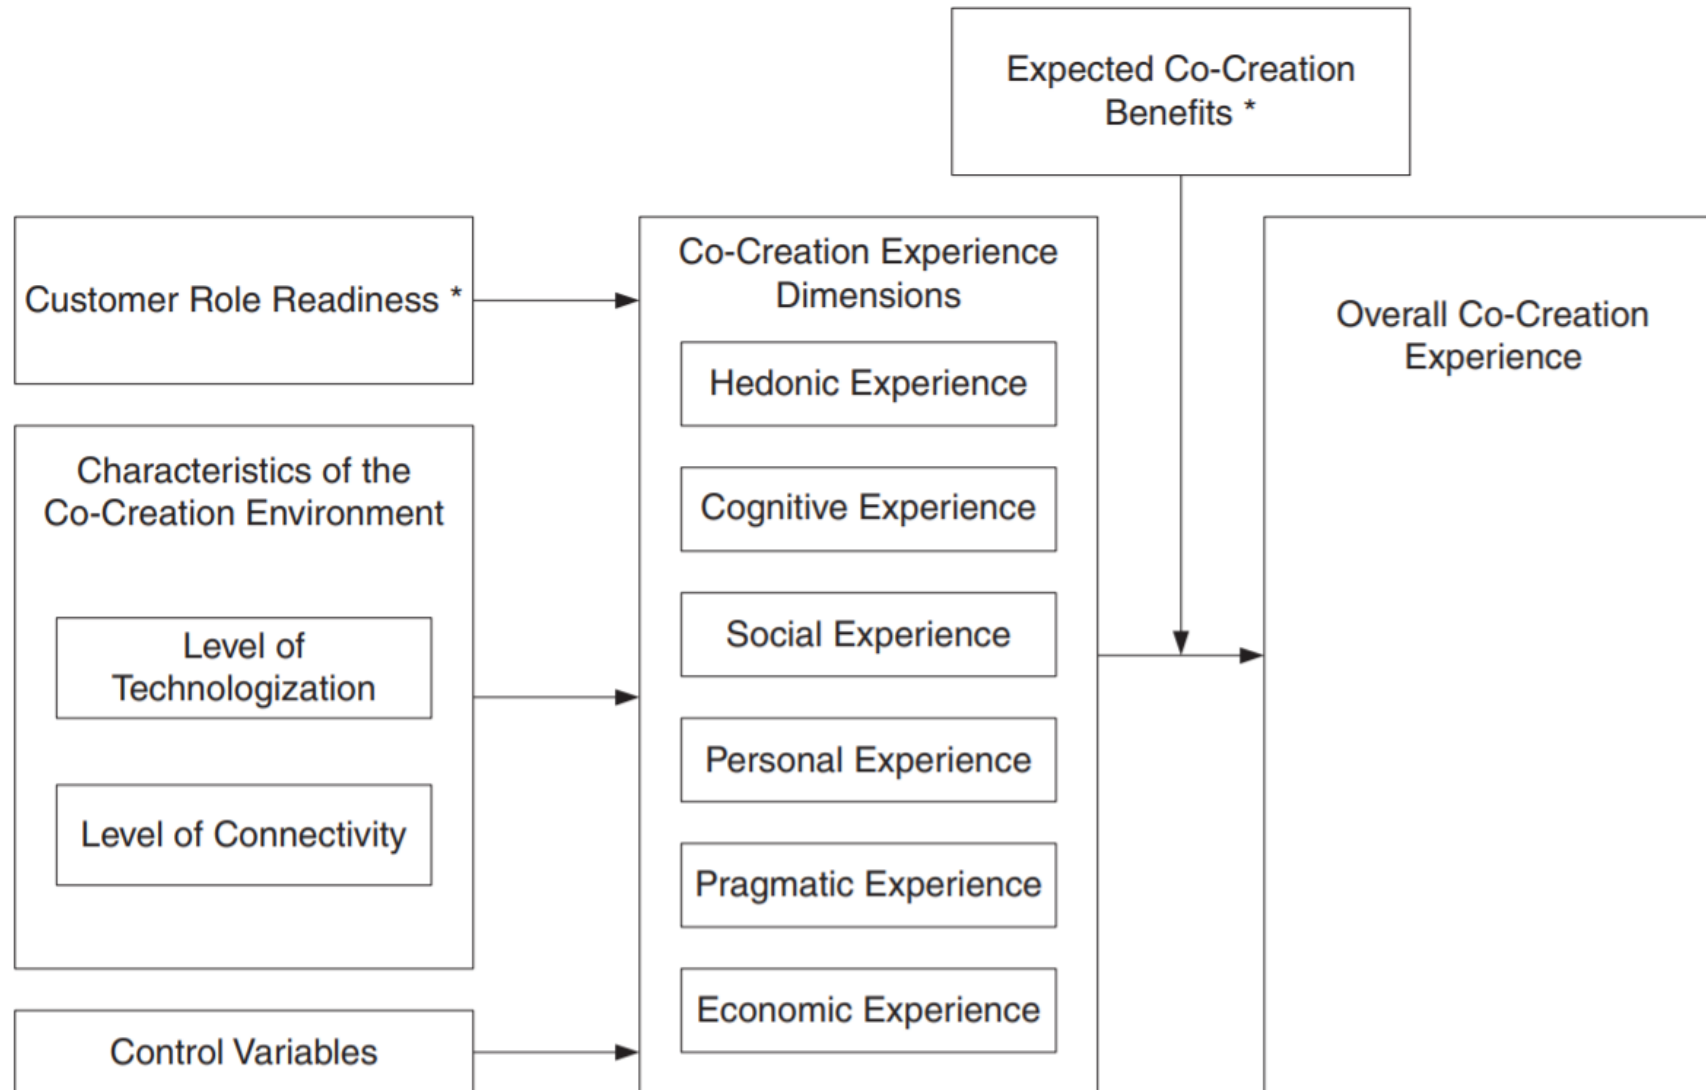 Expected Co-Creation
Benefits *
Customer Role Readiness *
Characteristics of the
Co-Creation Environment
Level of
Technologization
Level of Connectivity
Control Variables
Co-Creation Experience
Dimensions
Hedonic Experience
Cognitive Experience
Social Experience
Personal Experience
Pragmatic Experience
Economic Experience
Overall Co-Creation
Experience